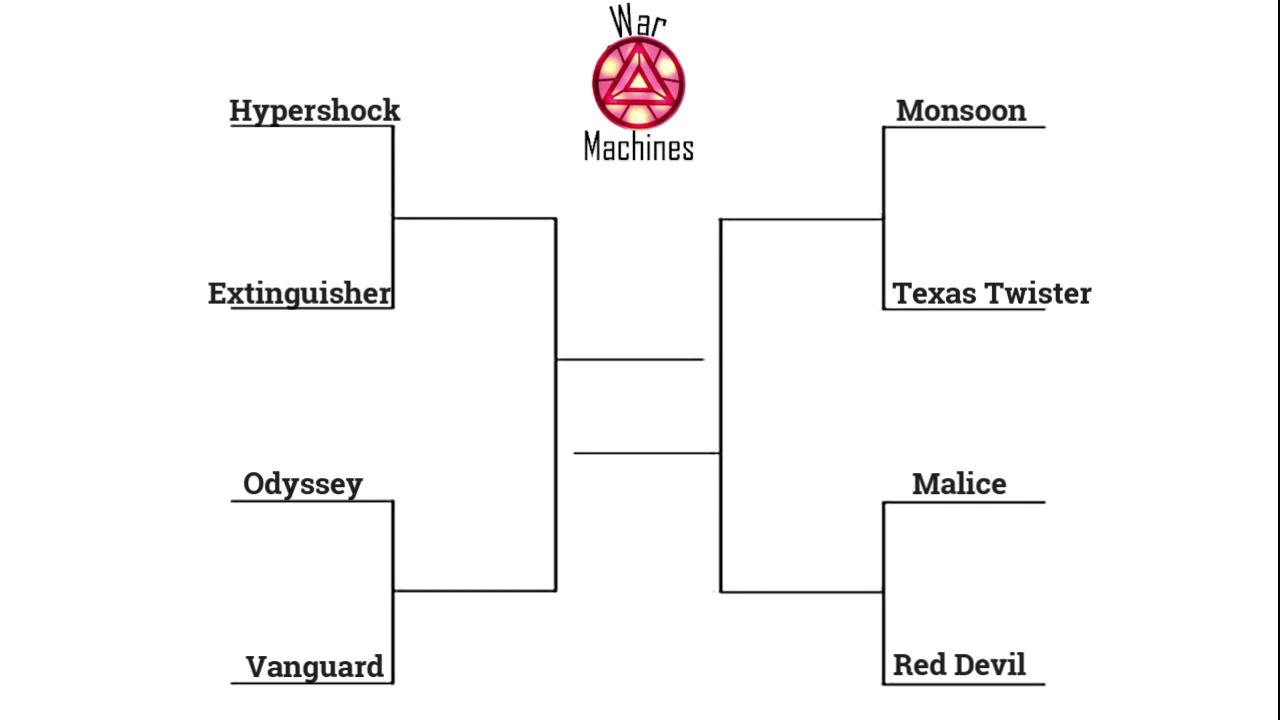 War
Machines
Hypershock
Monsoon
Extinguisher
Texas Twister
Odyssey
Malice
Vanguard
Red Devil